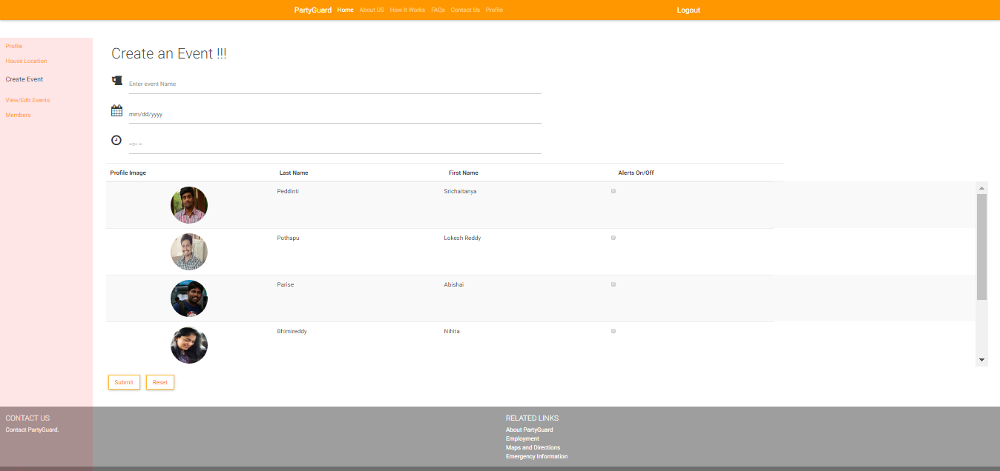 PartyGuard Home About US How It Works FAQs Contact Us Profile Logout
Profile
House Location
Create Event
View/Edit Events
Members
Create an Event !!!
Enter event Name
mm/dd/yyyy
--:-- --
Profile Image Last Name First Name Alerts On/Off
Peddinti Srichaitanya
Pothapu Lokesh Reddy
Parise Abishai
Bhimireddy Nihita
Submit Reset
CONTACT US
Contact PartyGuard.
RELATED LINKS
About PartyGuard
Employment
Maps and Directions
Emergency Information